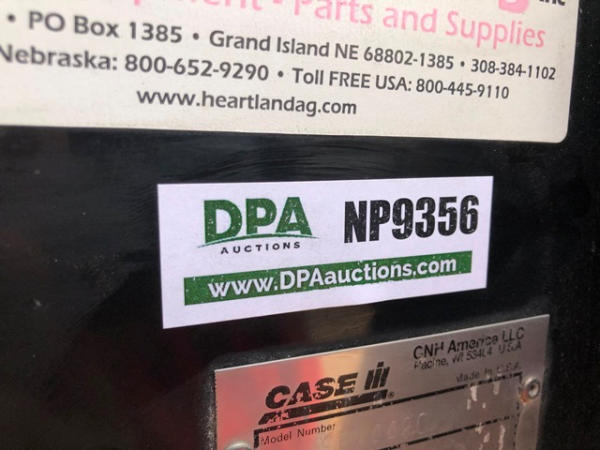 - Parts and Supplies
• PO Box 1385 • Grand Island NE 68802-1385 • 308-384-1102
Nebraska: 800-652-9290 • Toll FREE USA: 800-445-9110
www.heartlandag.com
DPA
AUCTIONS
NP9356
www.DPAauctions.com
CNH America LLC
Racine, WI 53404 U.S.A.
Made in U.S.A.
CASE IH
Model Number